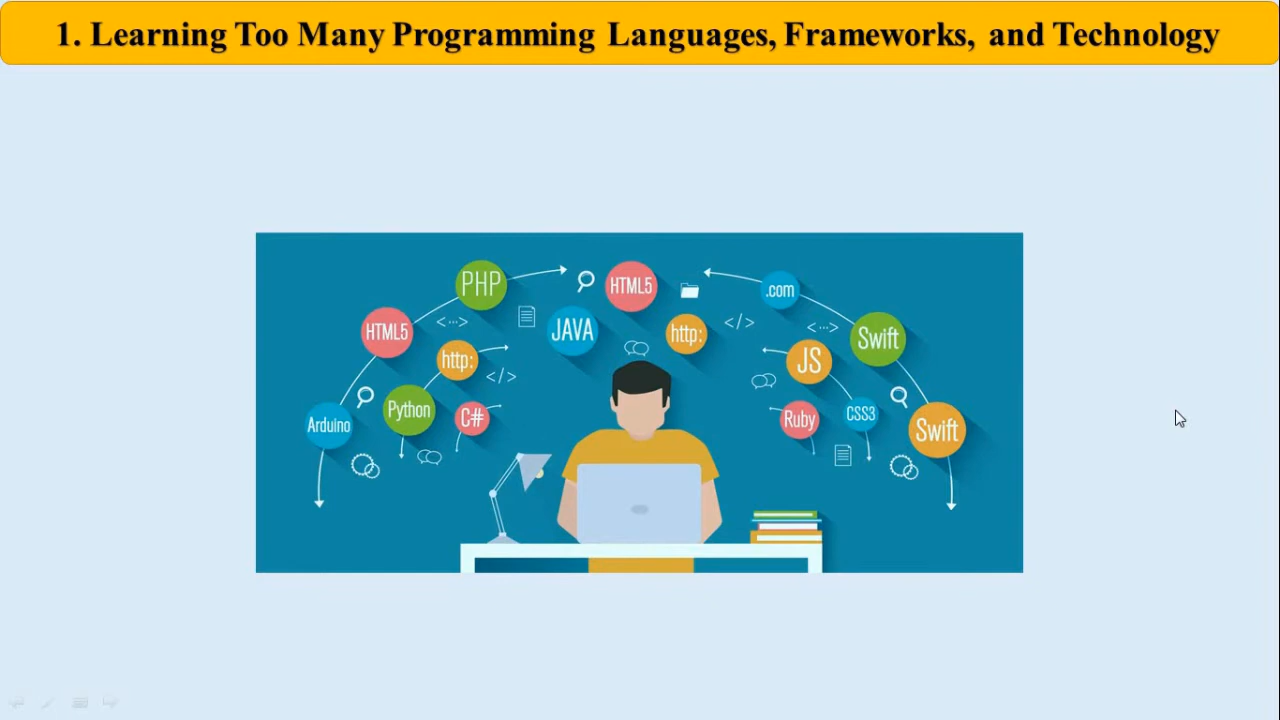 1. Learning Too Many Programming Languages, Frameworks, and Technology
PHP
HTML5
.com
HTML5
JAVA
http:
Swift
http:
</>
<...>
<...>
</>
JS
Python
C#
Arduino
Ruby
CSS3
Swift